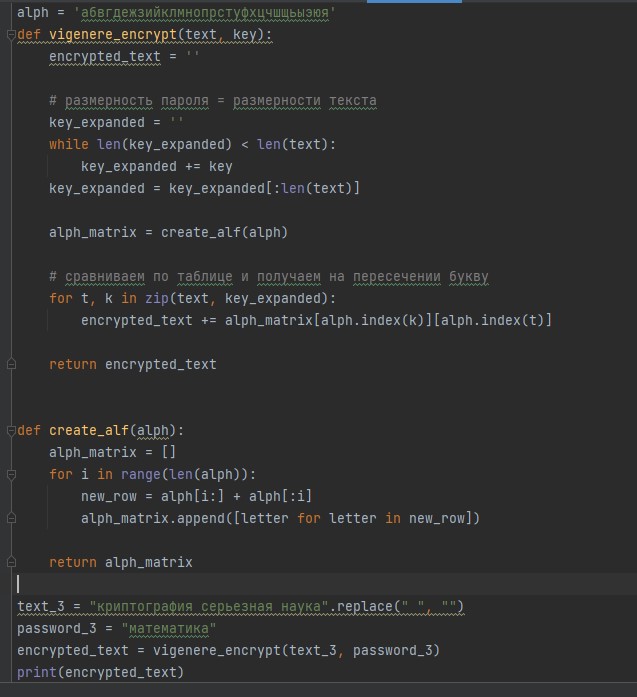 alph = 'абвгдежзийклмнопрстуфхцчшщьыэюя'
def vigenere_encrypt(text, key):
    encrypted_text = ''
    # размерность пароля = размерности текста
    key_expanded = ''
    while len(key_expanded) < len(text):
        key_expanded += key
    key_expanded = key_expanded[:len(text)]
    alph_matrix = create_alf(alph)
    # сравниваем по таблице и получаем на пересечении букву
    for t, k in zip(text, key_expanded):
        encrypted_text += alph_matrix[alph.index(k)][alph.index(t)]
    return encrypted_text
def create_alf(alph):
    alph_matrix = []
    for i in range(len(alph)):
        new_row = alph[i:] + alph[:i]
        alph_matrix.append([letter for letter in new_row])
    return alph_matrix
text_3 = "криптография серьезная наука".replace(" ", "")
password_3 = "математика"
encrypted_text = vigenere_encrypt(text_3, password_3)
print(encrypted_text)